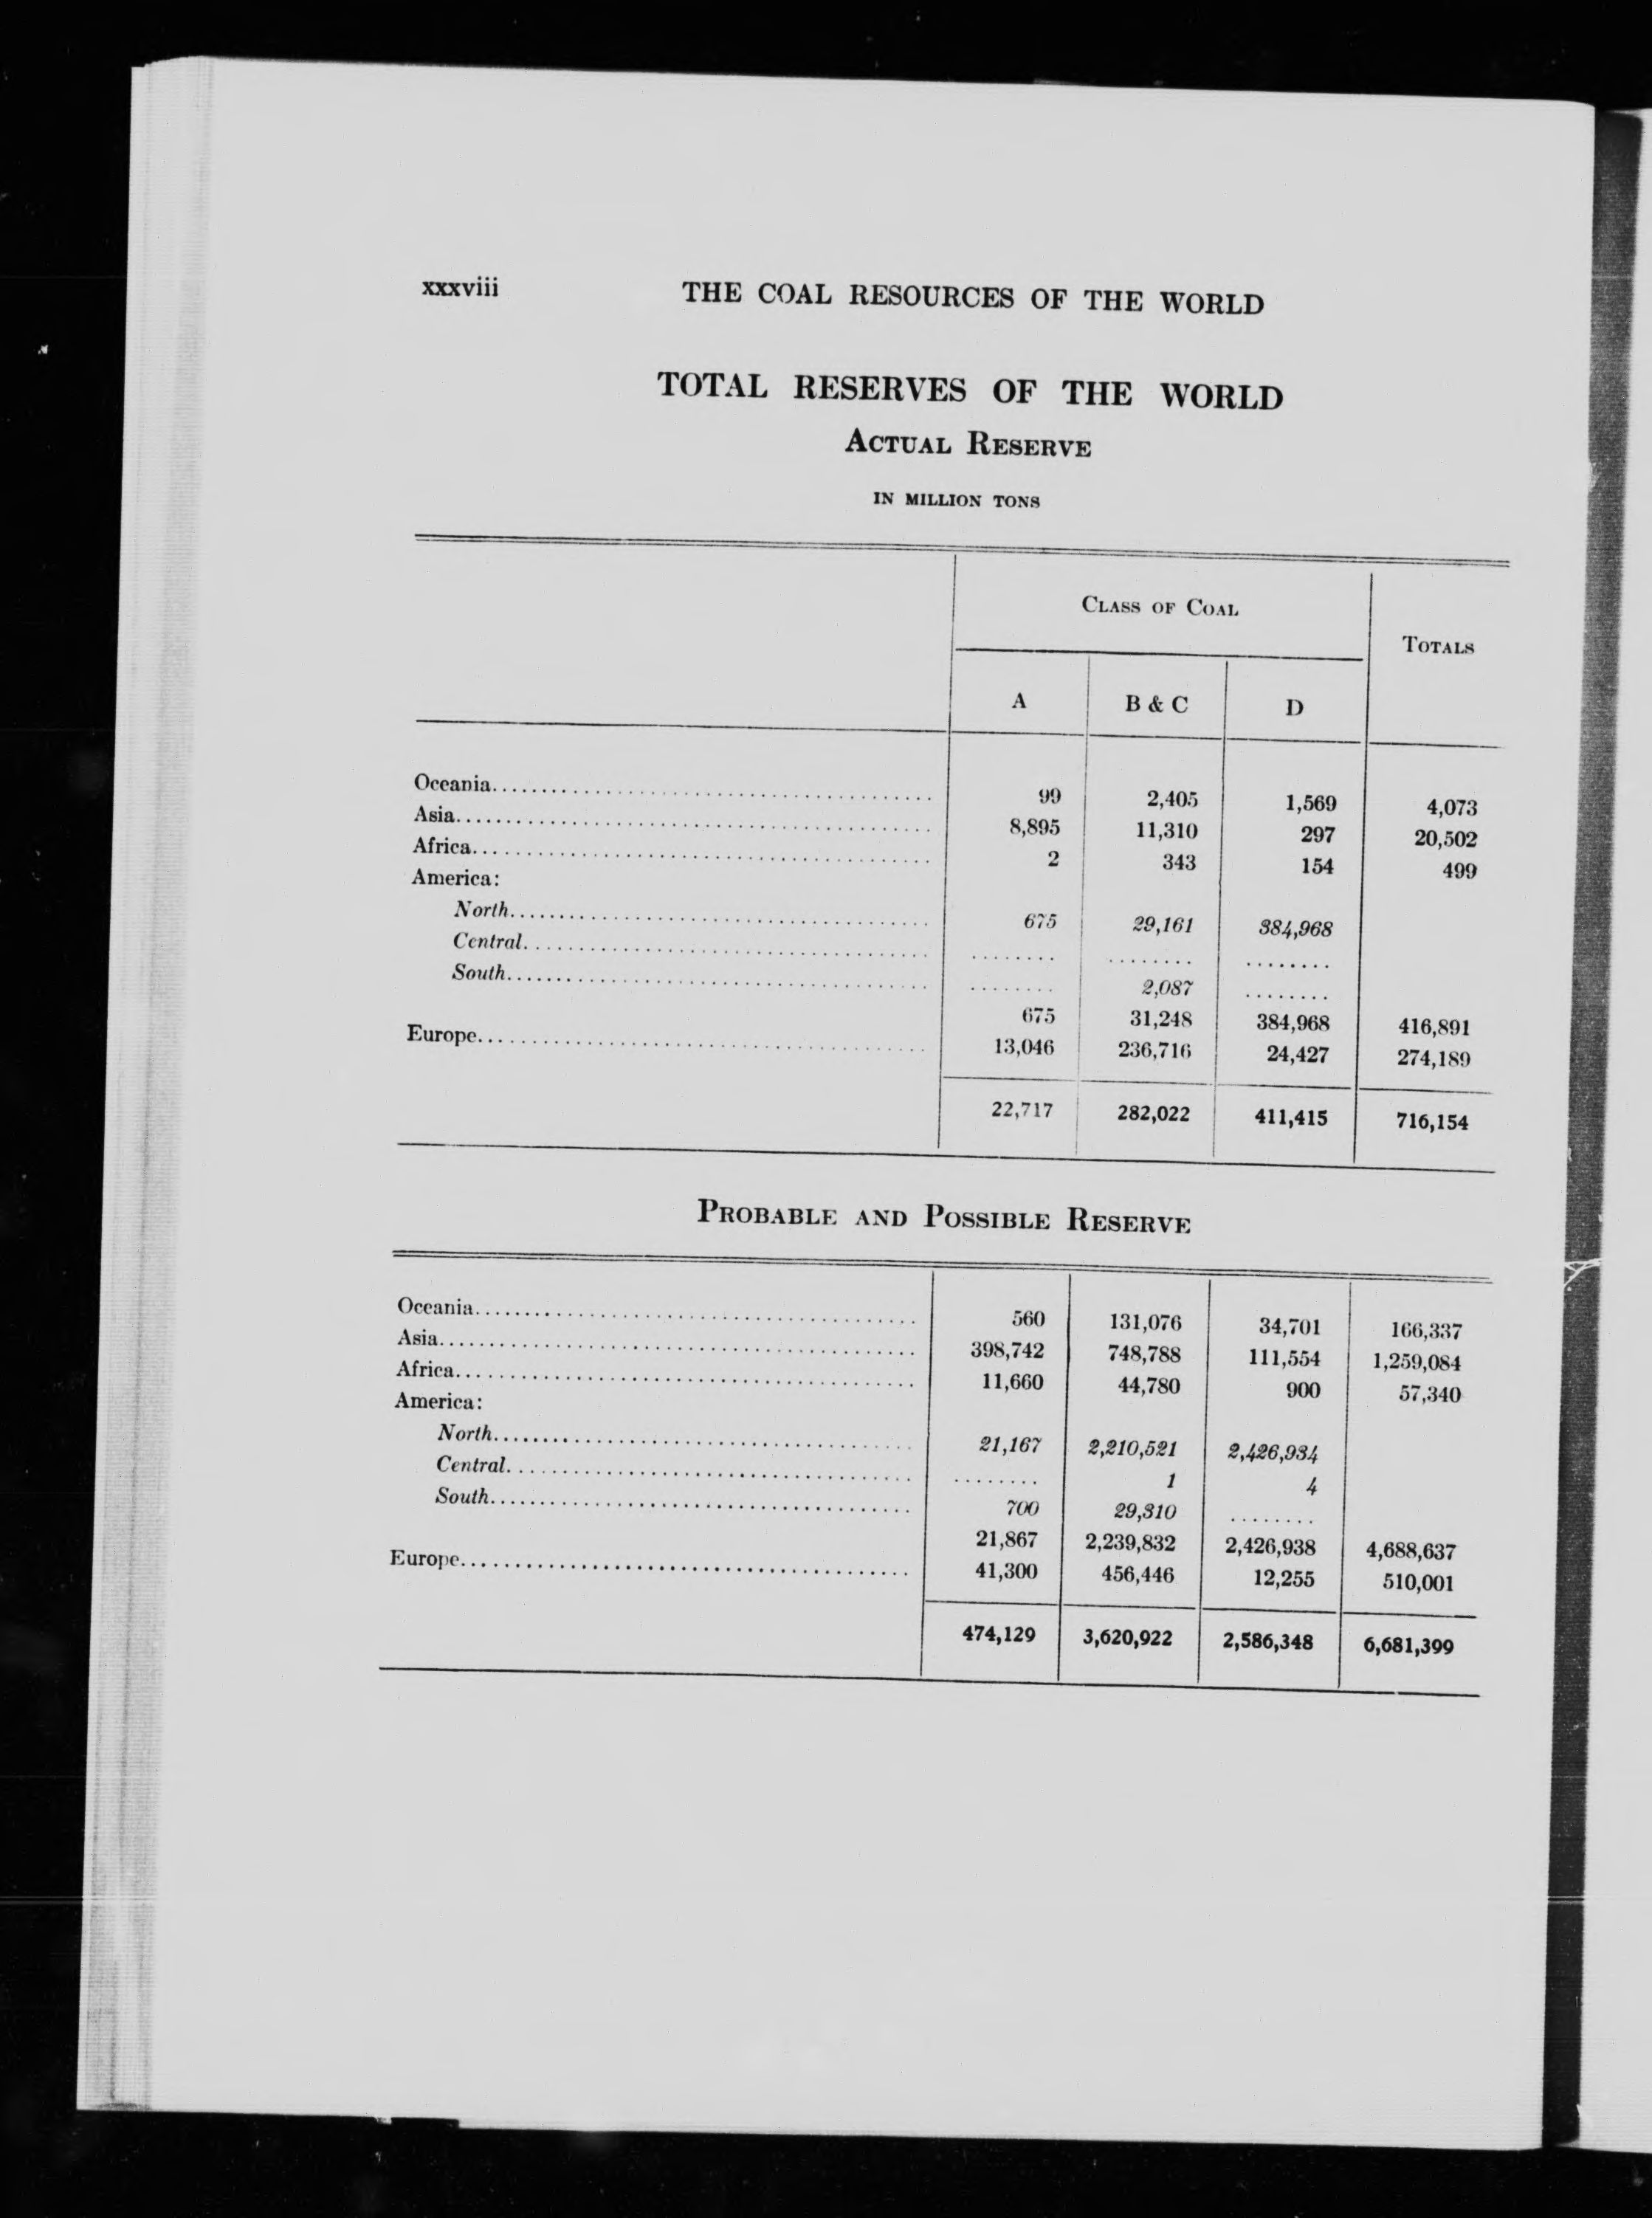 xxxviii THE COAL RESOURCES OF THE WORLD
TOTAL RESERVES OF THE WORLD
ACTUAL RESERVE
IN MILLION TONS
CLASS OF COAL
TOTALS
A B & C D
Oceania........ 99 2,405 1,569 4,073
Asia........ 8,895 11,310 297 20,502
Africa........ 2 343 154 499
America:
North........ 675 29,161 384,968
Central........ ........ ........ ........
South........ ........ 2,087 ........
675 31,248 384,968 416,891
Europe........ 13,046 236,716 24,427 274,189
22,717 282,022 411,415 716,154
PROBABLE AND POSSIBLE RESERVE
Oceania........ 560 131,076 34,701 166,337
Asia........ 398,742 748,788 111,554 1,259,084
Africa........ 11,660 44,780 900 57,340
America:
North........ 21,167 2,210,521 2,426,934
Central........ ........ 1 4
South........ 700 29,310 ........
21,867 2,239,832 2,426,938 4,688,637
Europe........ 41,300 456,446 12,255 510,001
474,129 3,620,922 2,586,348 6,681,399